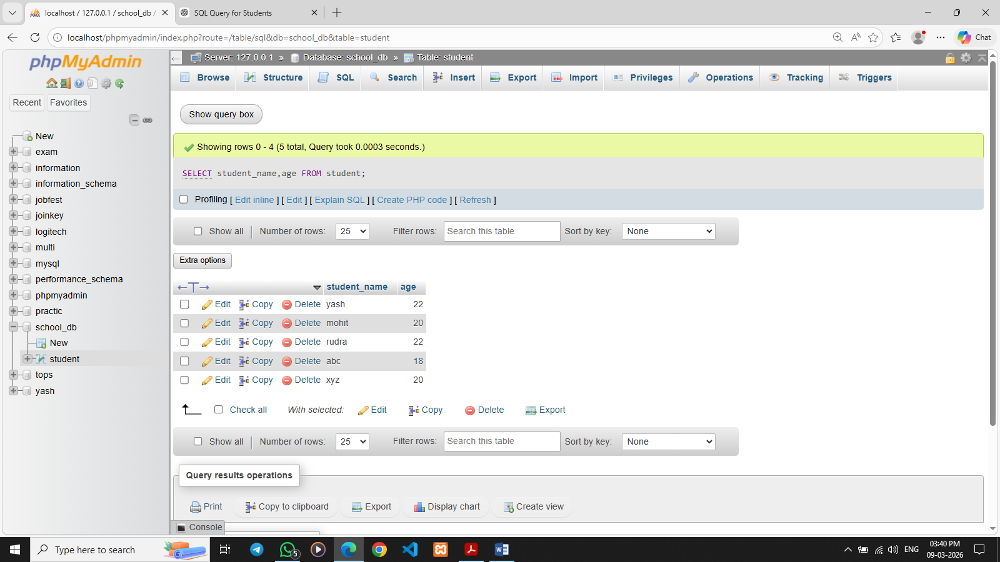 localhost / 127.0.0.1 / school_db /
SQL Query for Students
localhost/phpmyadmin/index.php?route=/table/sql&db=school_db&table=student
Chat
phpMyAdmin
Recent Favorites
New
exam
information
information_schema
jobfest
joinkey
logitech
multi
mysql
performance_schema
phpmyadmin
practic
school_db
New
student
tops
yash
Server: 127.0.0.1 » Database: school_db » Table: student
Browse Structure SQL Search Insert Export Import Privileges Operations Tracking Triggers
Show query box
Showing rows 0 - 4 (5 total, Query took 0.0003 seconds.)
SELECT student_name,age FROM student;
Profiling [ Edit inline ] [ Edit ] [ Explain SQL ] [ Create PHP code ] [ Refresh ]
Show all | Number of rows: 25 Filter rows: Search this table Sort by key: None
Extra options
student_name age
Edit Copy Delete yash 22
Edit Copy Delete mohit 20
Edit Copy Delete rudra 22
Edit Copy Delete abc 18
Edit Copy Delete xyz 20
Check all With selected: Edit Copy Delete Export
Show all | Number of rows: 25 Filter rows: Search this table Sort by key: None
Query results operations
Print Copy to clipboard Export Display chart Create view
Console
Type here to search
5
ENG
03:40 PM
09-03-2026